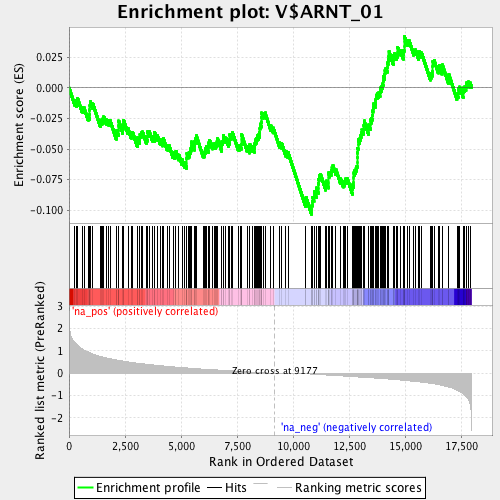 Enrichment plot: V$ARNT_01
Enrichment score (ES)
0.025
0.000
-0.025
-0.050
-0.075
-0.100
'na_pos' (positively correlated)
Ranked list metric (PreRanked)
3
2
1
0
-1
-2
Zero cross at 9177
'na_neg' (negatively correlated)
0
2,500
5,000
7,500
10,000
12,500
15,000
17,500
Rank in Ordered Dataset
Enrichment profile
Hits
Ranking metric scores